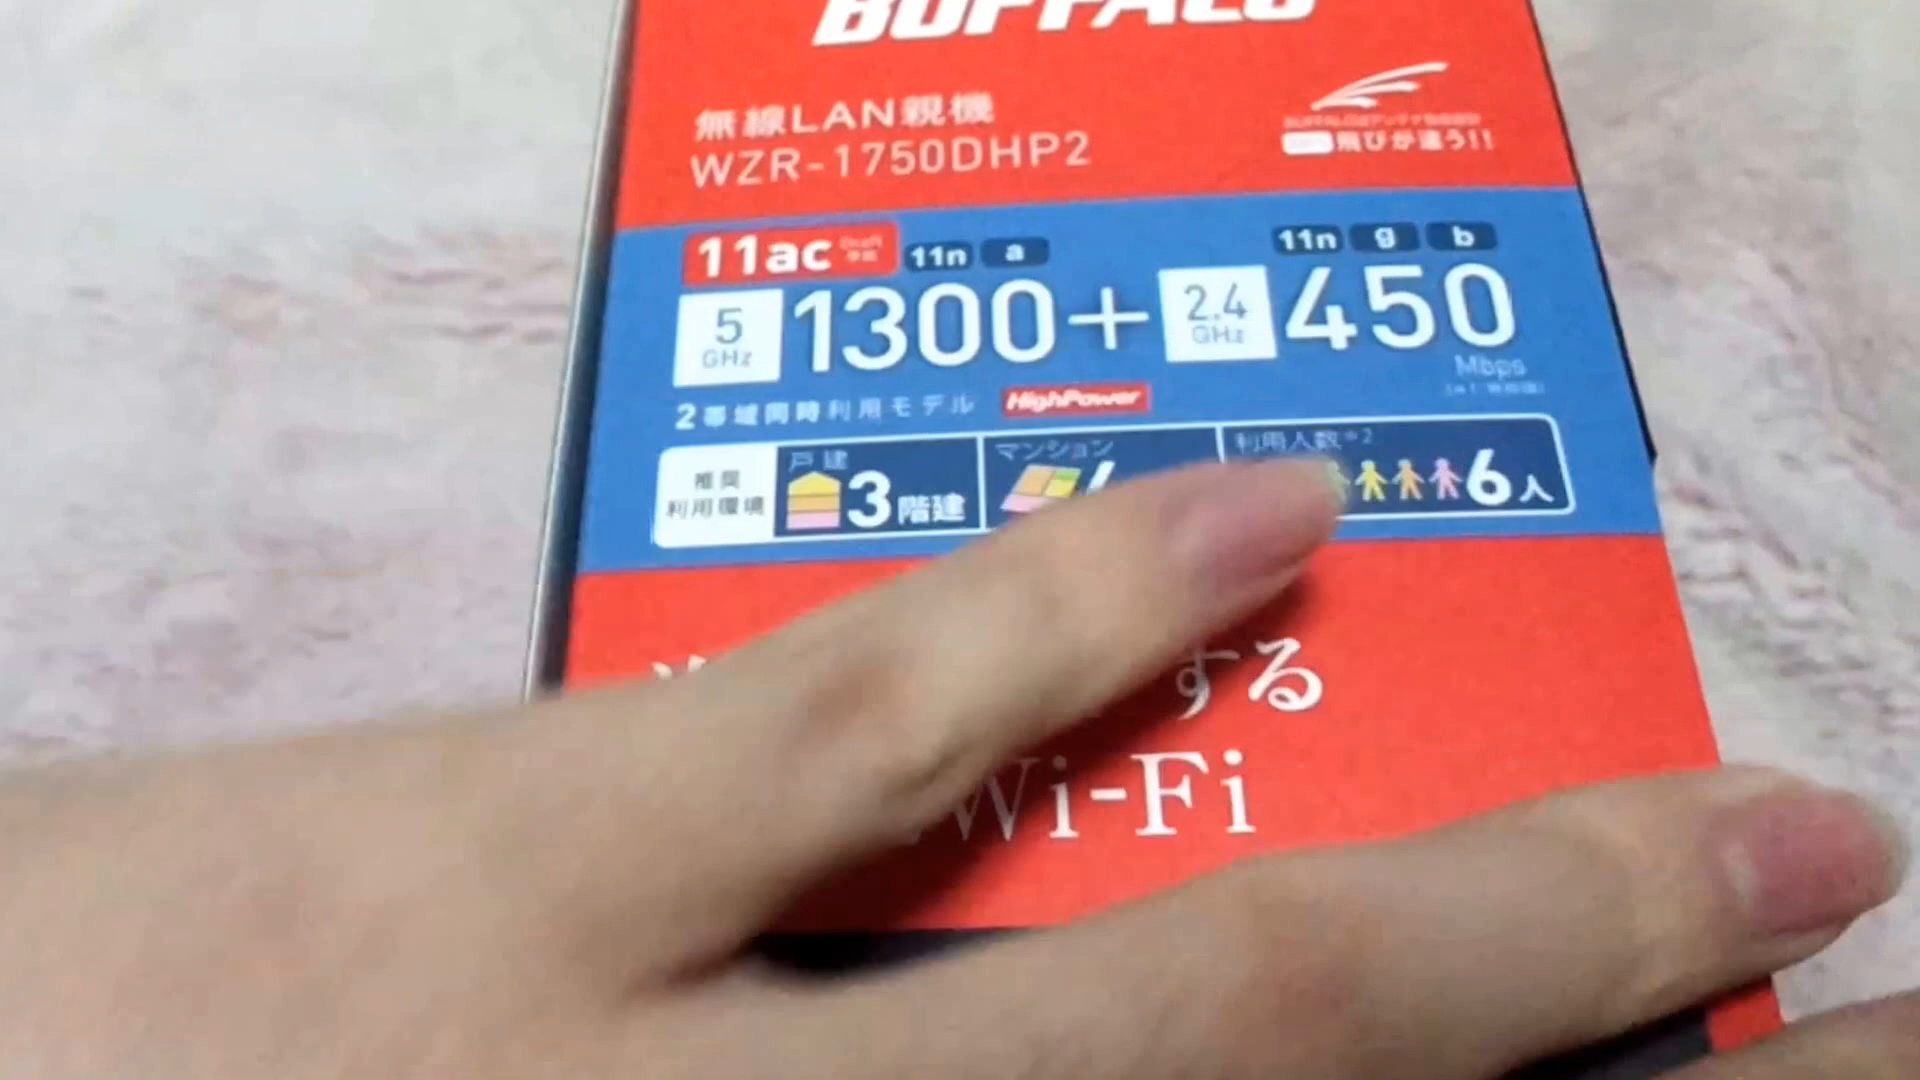 BUFFALO
無線LAN親機
WZR-1750DHP2
飛びが違う!!
11ac Draft 11n a
11n g b
5 GHz 1300+ 2.4 GHz 450
Mbps
2帯域同時利用モデル HighPower
推奨 利用環境
戸建 3階建
マンション
利用人数※2 6人
する
Wi-Fi